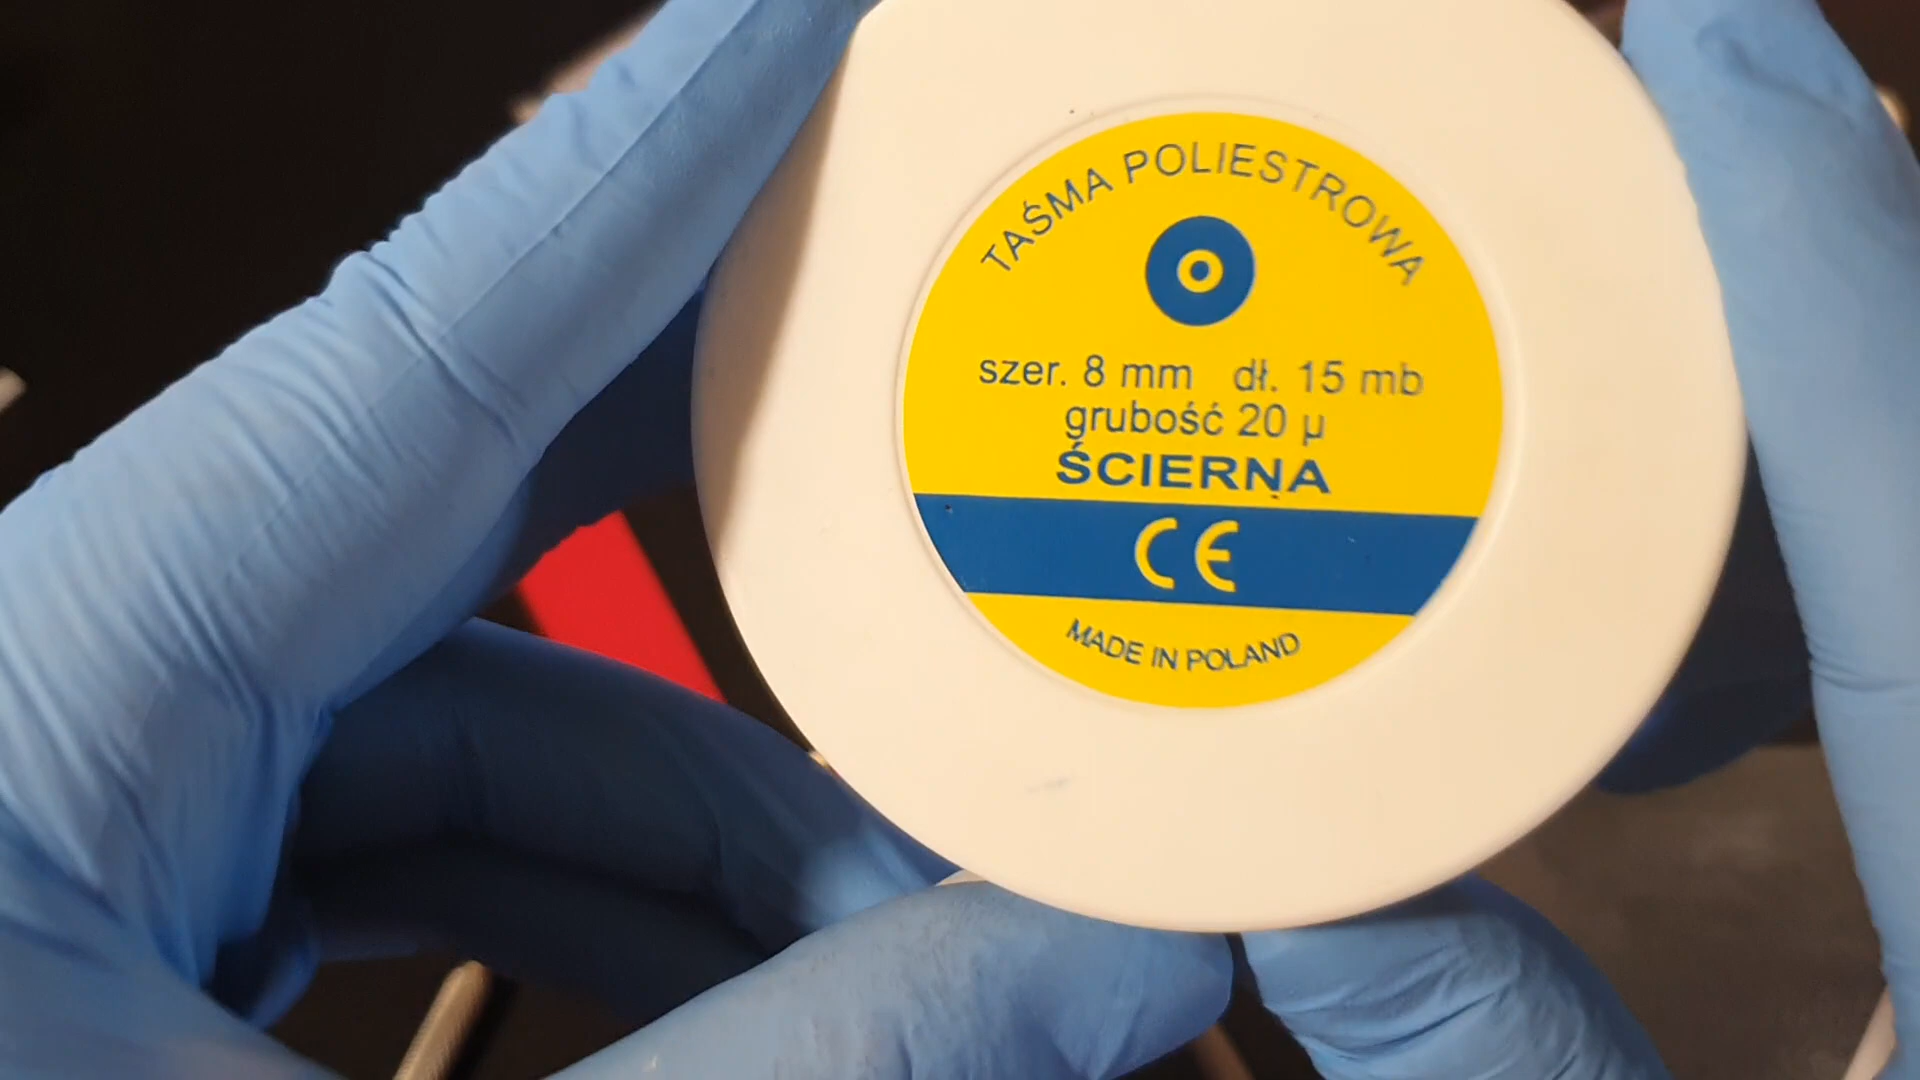 TAŚMA POLIESTROWA
szer. 8 mm dł. 15 mb
grubość 20 µ
ŚCIERNA
CE
MADE IN POLAND